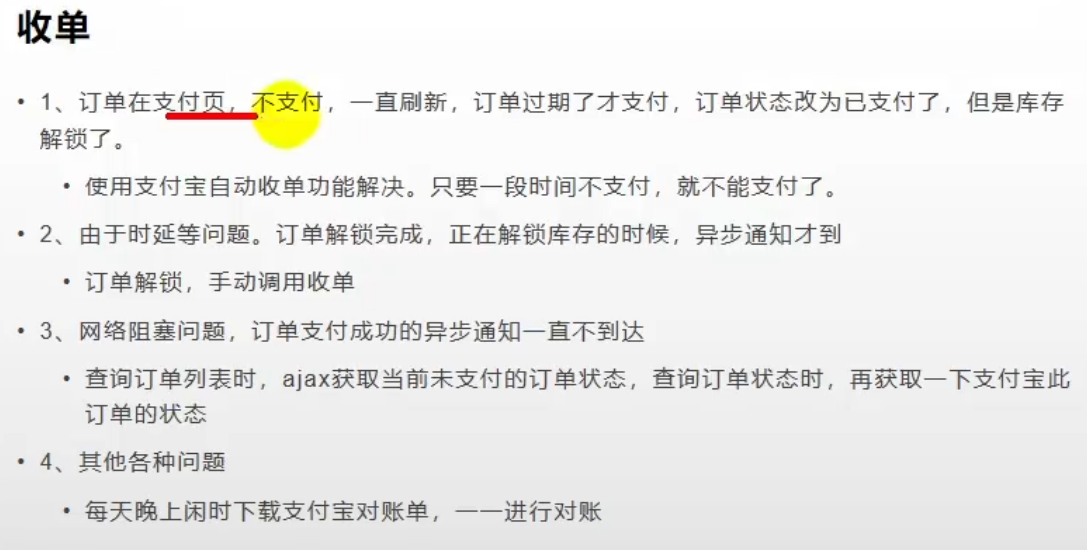 收单
• 1、订单在支付页，不支付，一直刷新，订单过期了才支付，订单状态改为已支付了，但是库存
解锁了。
• 使用支付宝自动收单功能解决。只要一段时间不支付，就不能支付了。
• 2、由于时延等问题。订单解锁完成，正在解锁库存的时候，异步通知才到
• 订单解锁，手动调用收单
• 3、网络阻塞问题，订单支付成功的异步通知一直不到达
• 查询订单列表时，ajax获取当前未支付的订单状态，查询订单状态时，再获取一下支付宝此
订单的状态
• 4、其他各种问题
• 每天晚上闲时下载支付宝对账单，一一进行对账